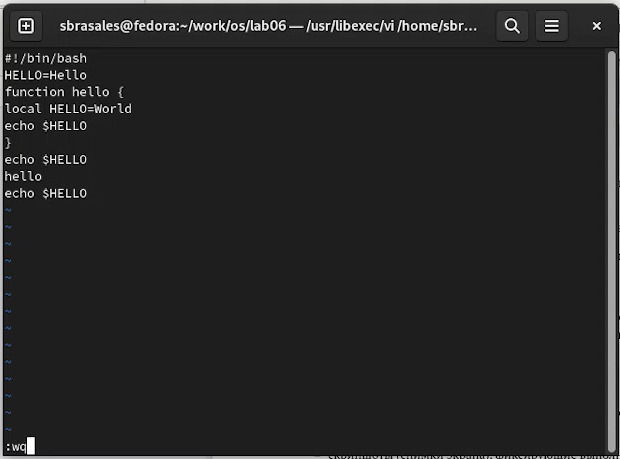 sbrasales@fedora:~/work/os/lab06 — /usr/libexec/vi /home/sbr...
#!/bin/bash
HELLO=Hello
function hello {
local HELLO=World
echo $HELLO
}
echo $HELLO
hello
echo $HELLO
~
~
~
~
~
~
~
~
~
~
~
~
~
~
:wq